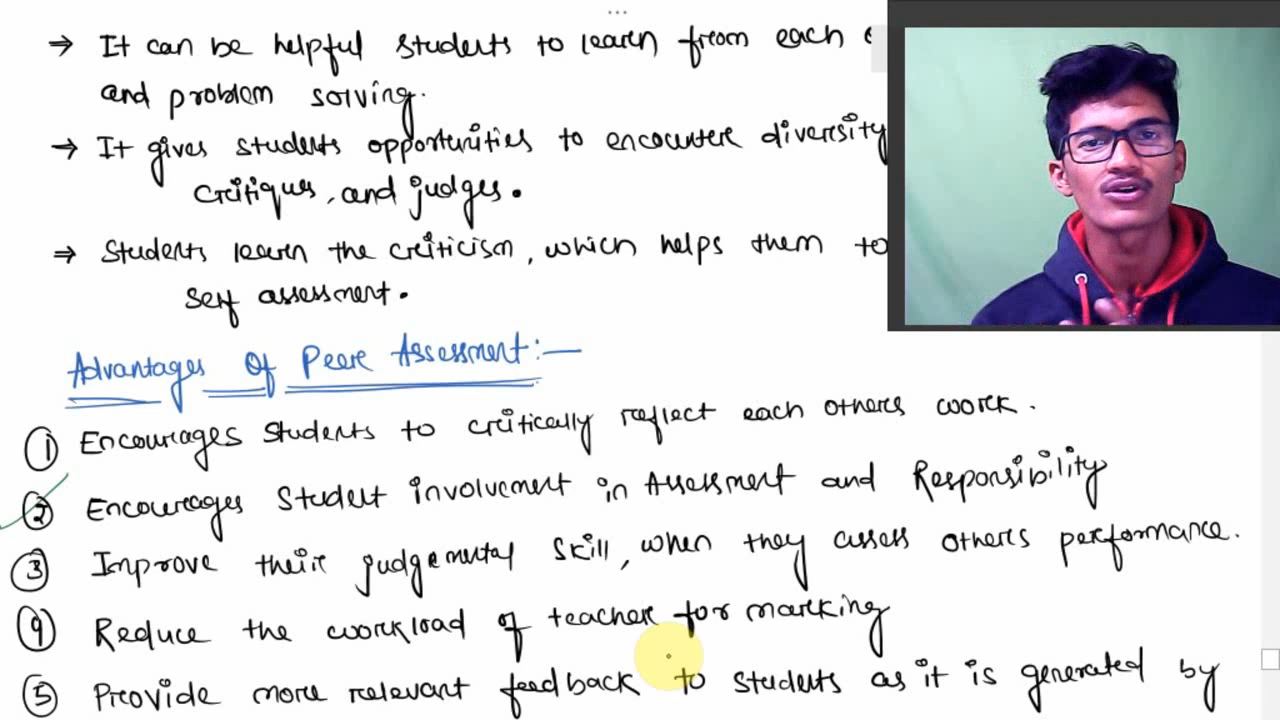 ⇒ It can be helpful students to learn from each
and problem solving.
→ It gives students opportunities to encounter diversity
critiques, and judges.
⇒ Students learn the criticism, which helps them to
self assessment.
Advantages Of Peer Assessment:—
① Encourages students to critically reflect each others work.
② Encourages Student involvement in Assessment and Responsibility
③ Improve their judgemental skill, when they assess others performance.
④ Reduce the workload of teacher for marking
⑤ Provide more relevant feedback to students as it is generated by